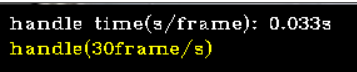 handle time(s/frame): 0.033s
handle(30frame/s)